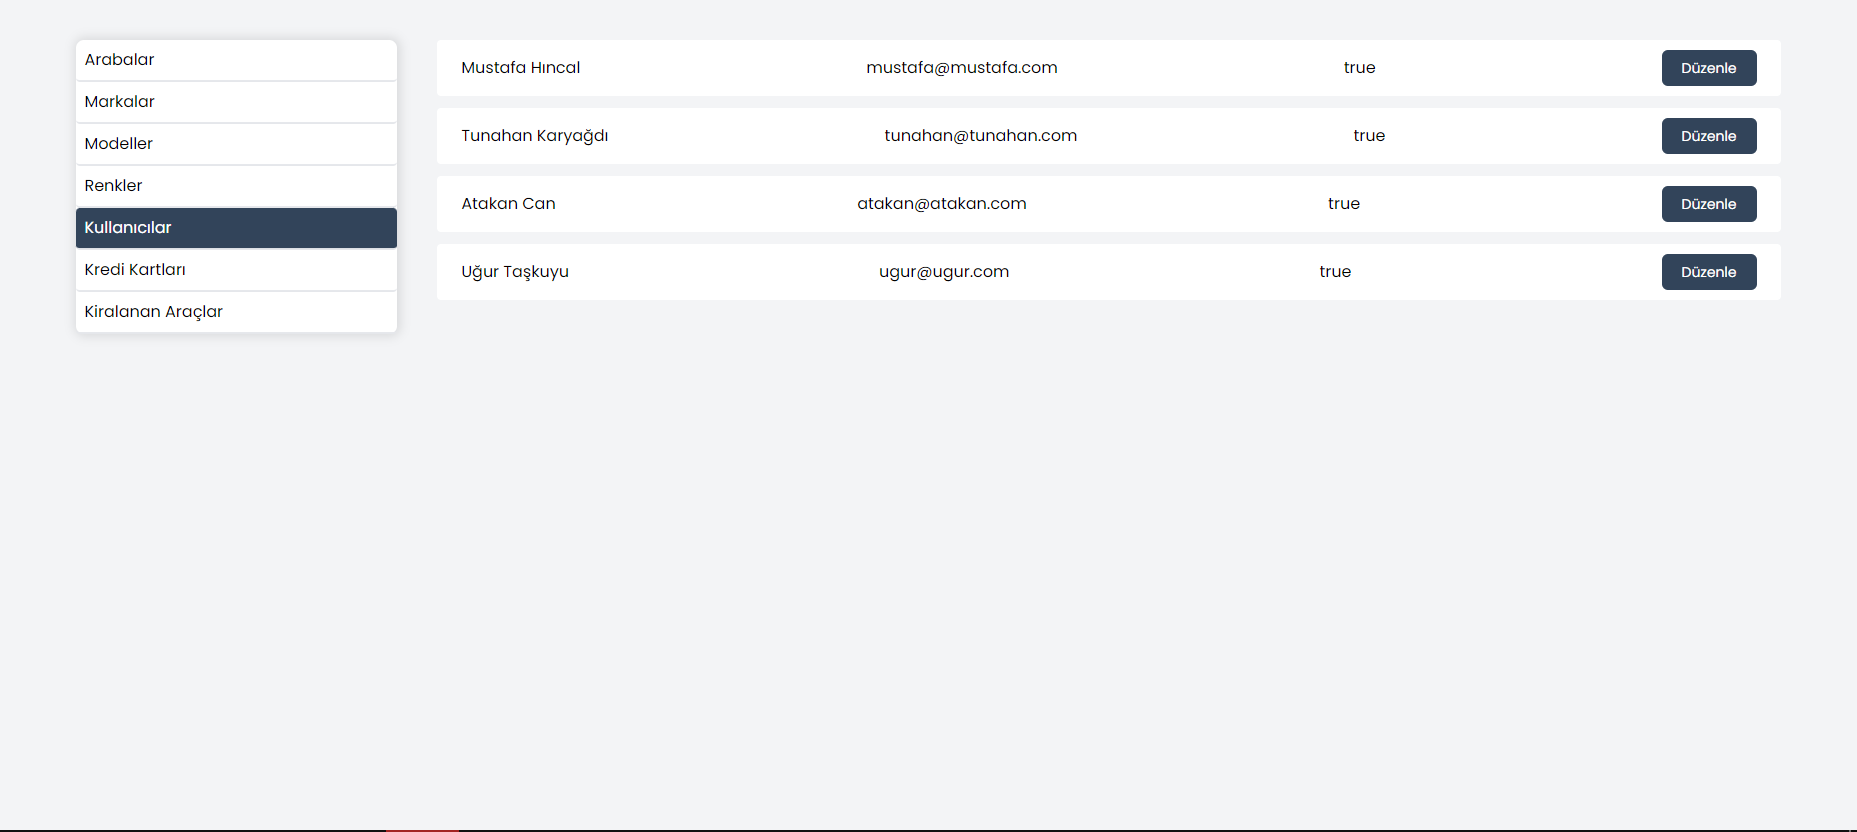 Arabalar
Markalar
Modeller
Renkler
Kullanıcılar
Kredi Kartları
Kiralanan Araçlar
Mustafa Hıncal mustafa@mustafa.com true Düzenle
Tunahan Karyağdı tunahan@tunahan.com true Düzenle
Atakan Can atakan@atakan.com true Düzenle
Uğur Taşkuyu ugur@ugur.com true Düzenle